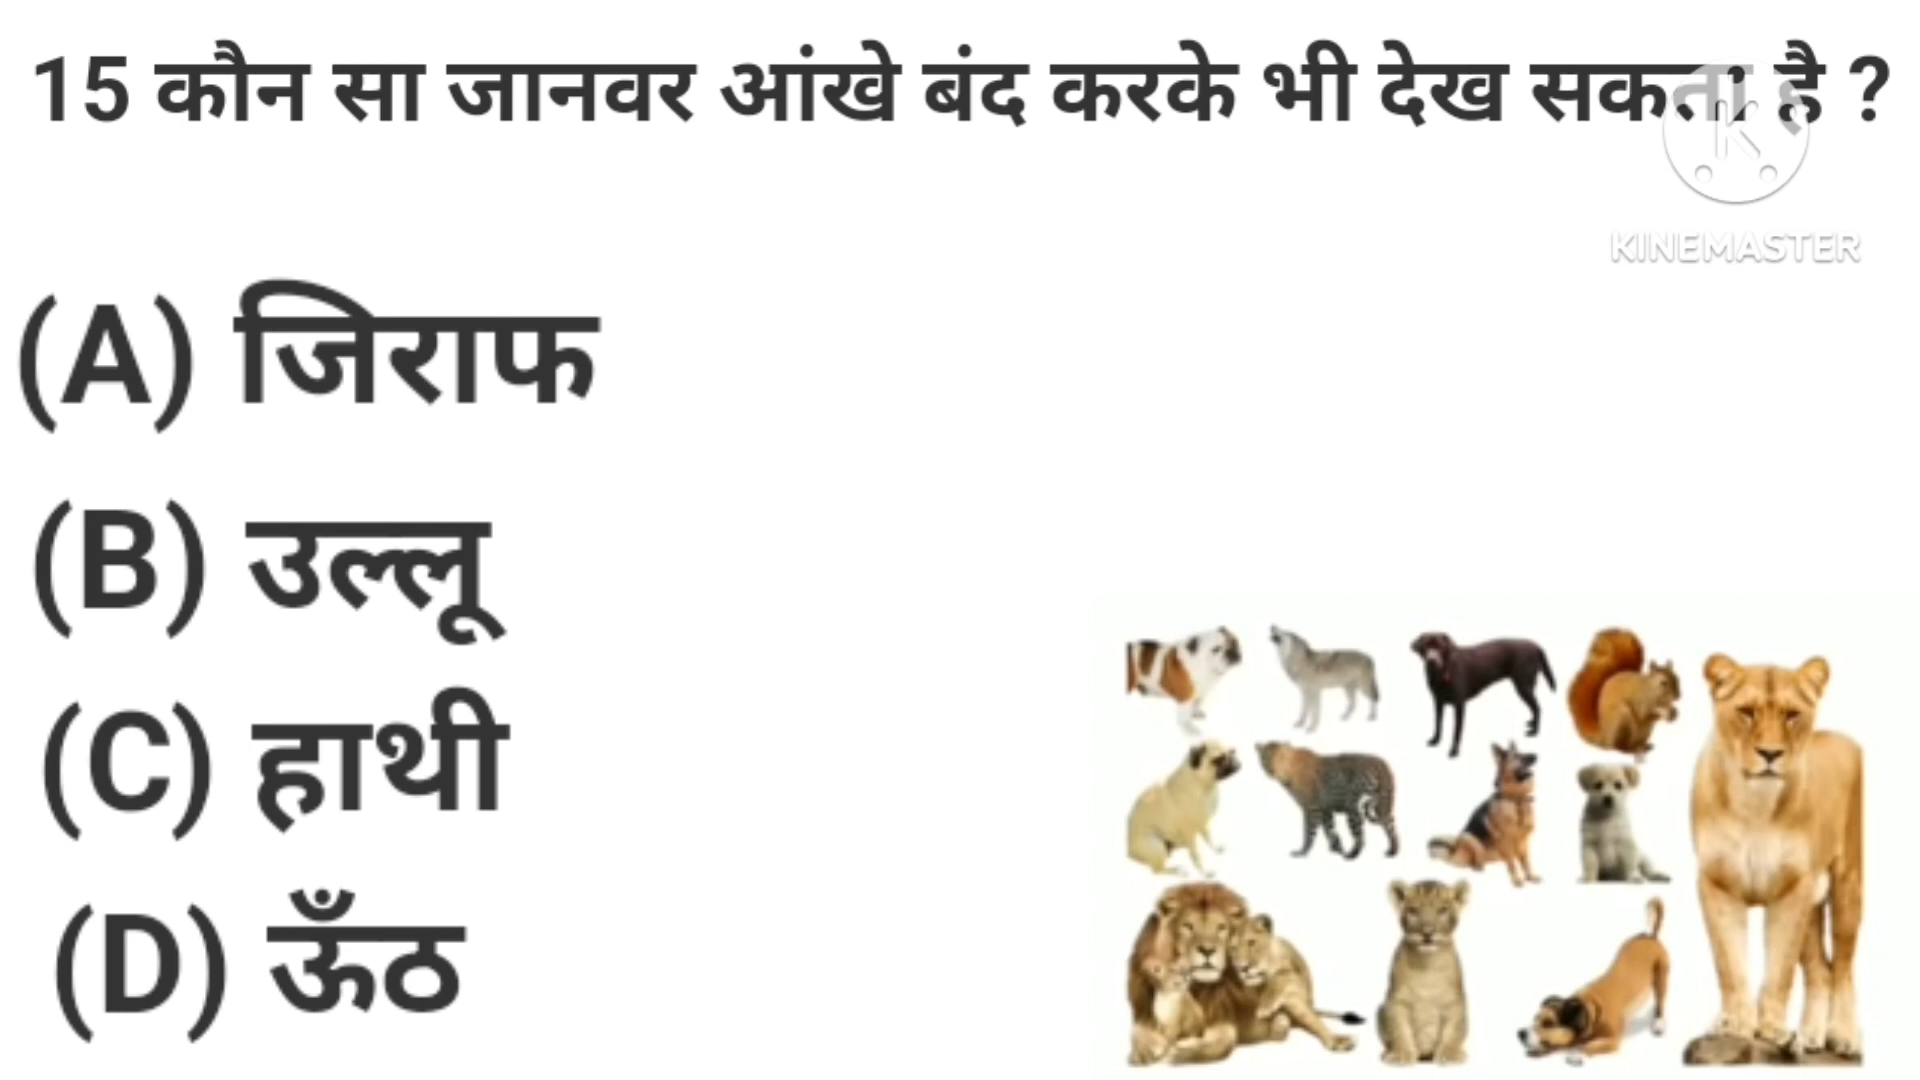 15 कौन सा जानवर आंखे बंद करके भी देख सकता है ?
KINEMASTER
(A) जिराफ
(B) उल्लू
(C) हाथी
(D) ऊँठ